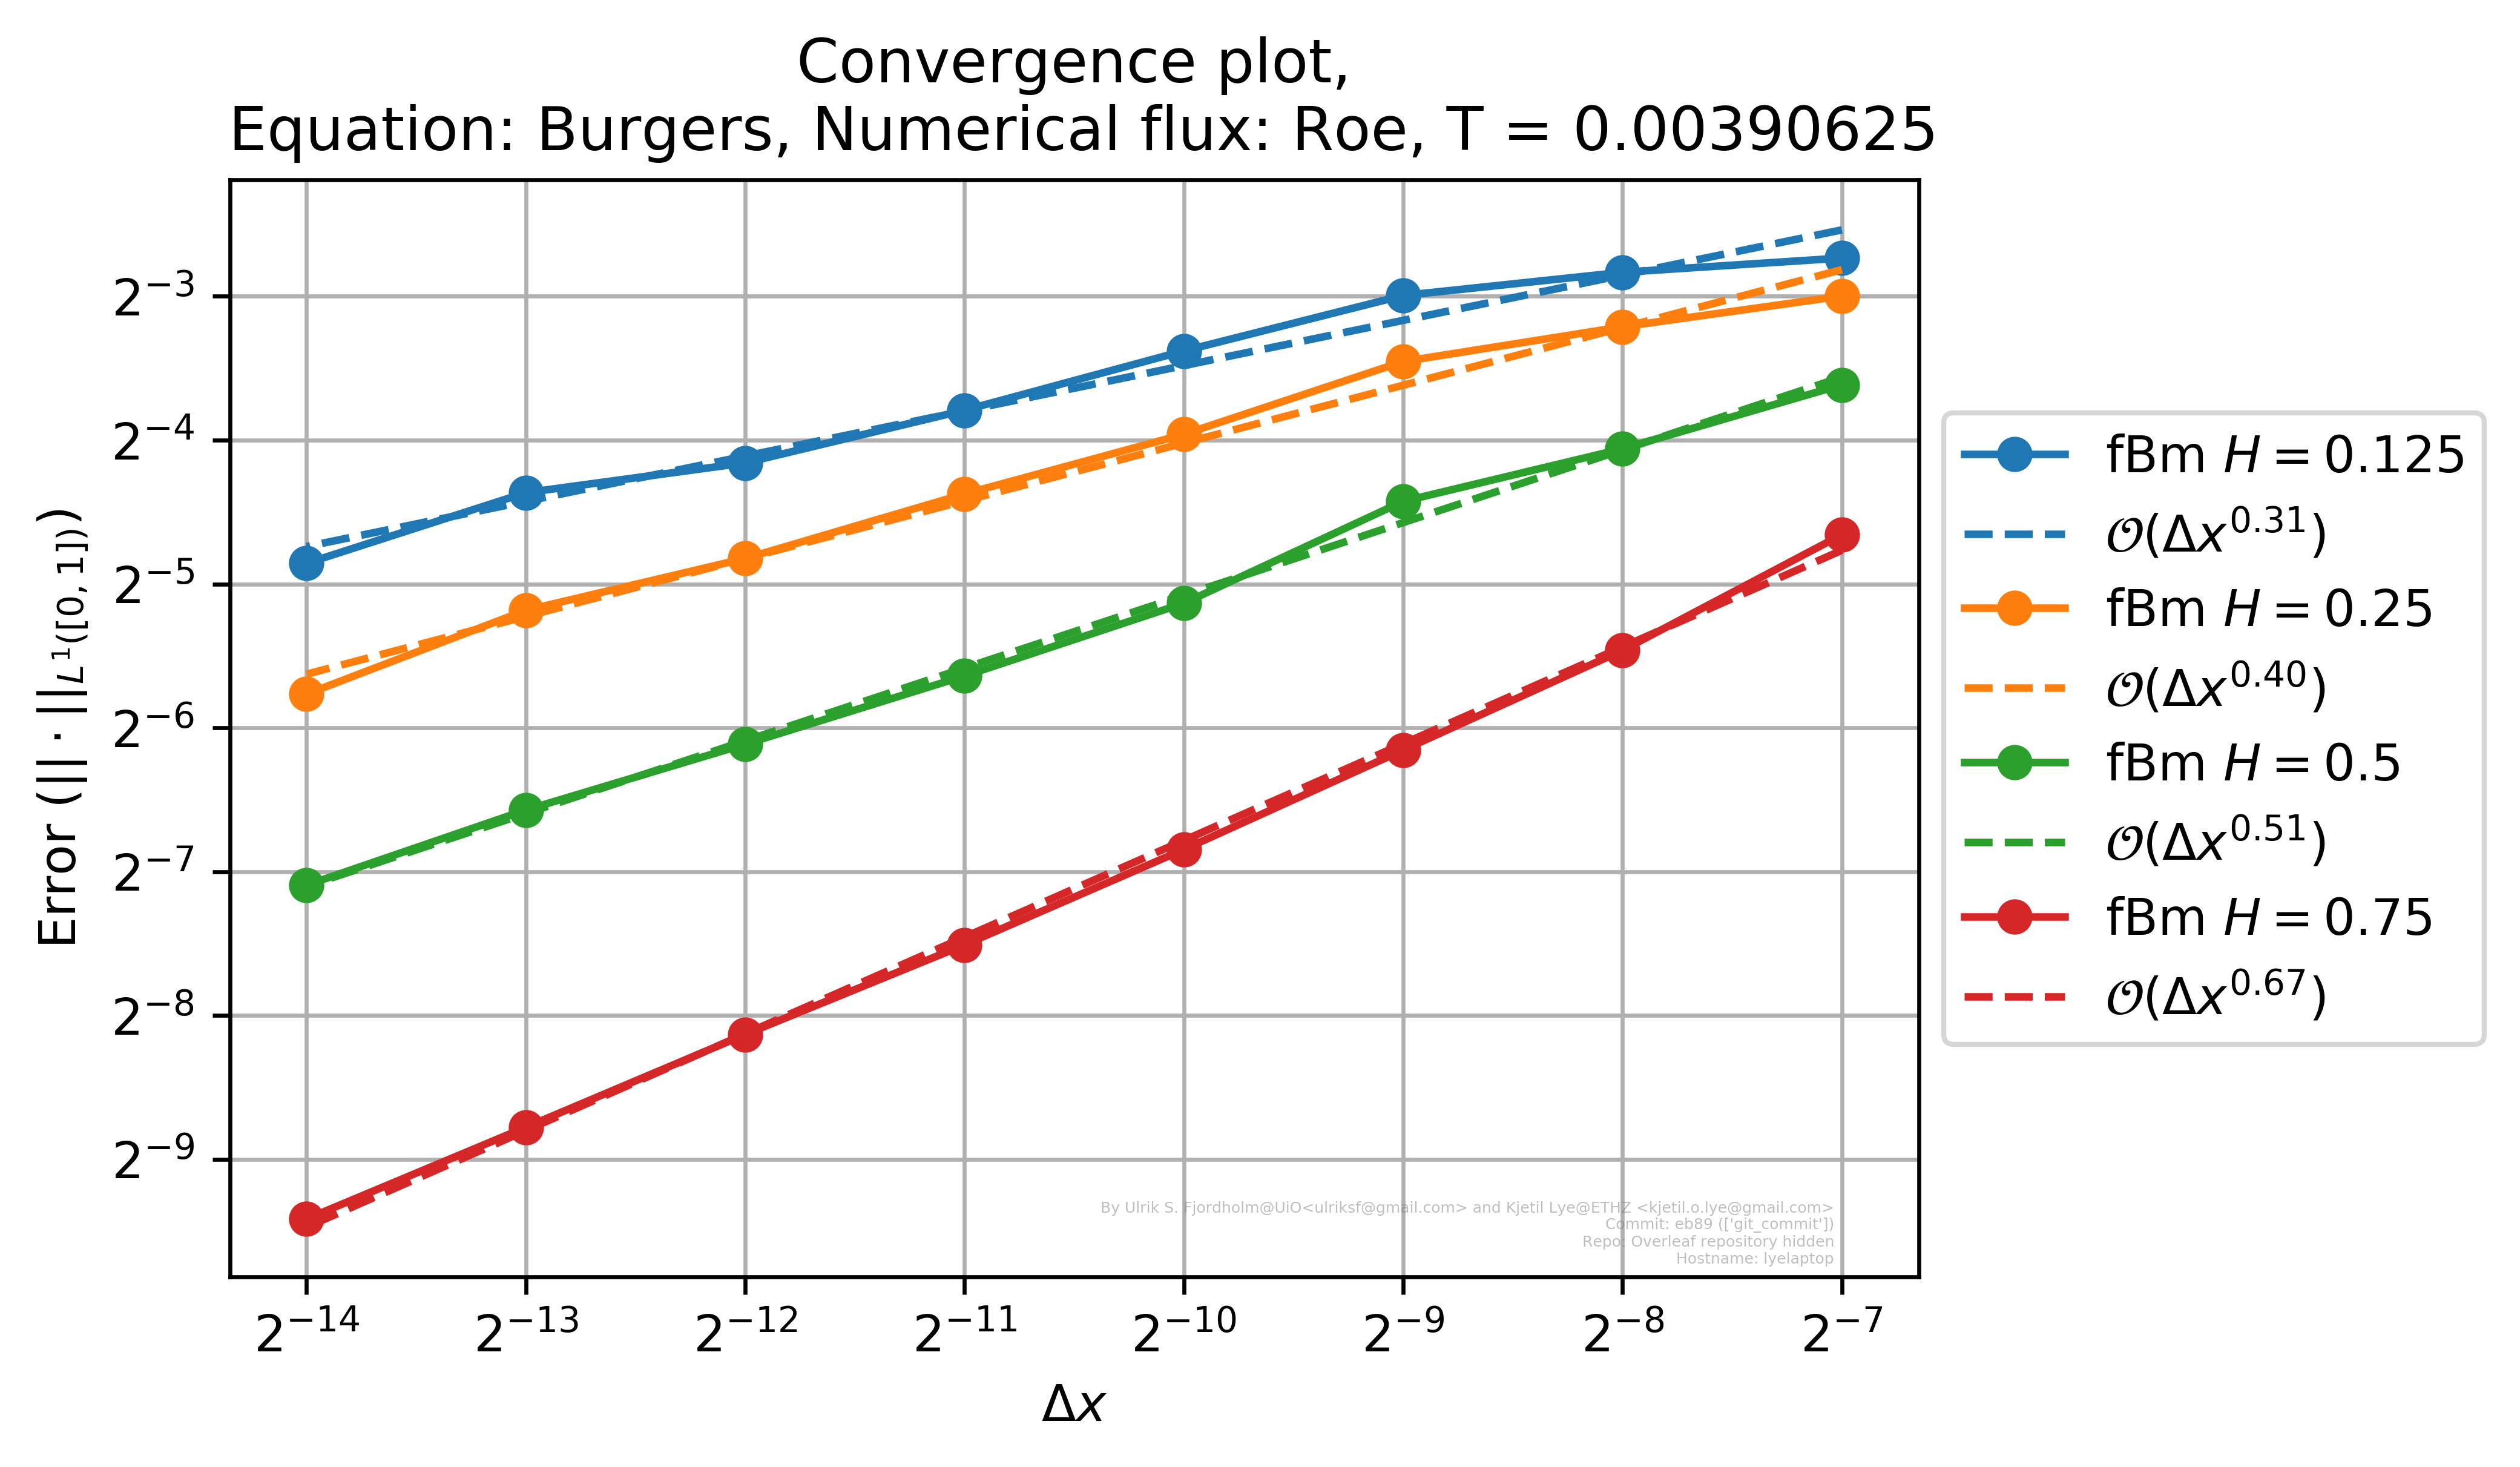 Convergence plot,
Equation: Burgers, Numerical flux: Roe, T = 0.00390625
Error (||·||_{L^1([0, 1])})
2^{−3}
2^{−4}
2^{−5}
2^{−6}
2^{−7}
2^{−8}
2^{−9}
fBm H = 0.125
𝒪(Δx^{0.31})
fBm H = 0.25
𝒪(Δx^{0.40})
fBm H = 0.5
𝒪(Δx^{0.51})
fBm H = 0.75
𝒪(Δx^{0.67})
By Ulrik S. Fjordholm@UiO<ulriksf@gmail.com> and Kjetil Lye@ETHZ <kjetil.o.lye@gmail.com>
Commit: eb89 (['git_commit'])
Repo: Overleaf repository hidden
Hostname: lyelaptop
2^{−14} 2^{−13} 2^{−12} 2^{−11} 2^{−10} 2^{−9} 2^{−8} 2^{−7}
Δx